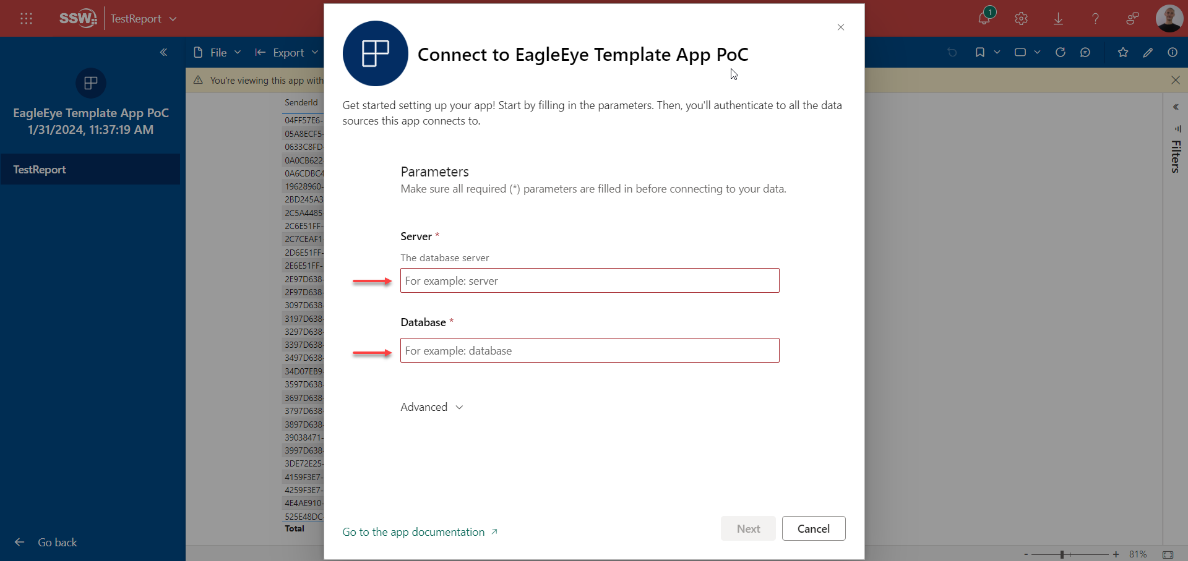 SSW
TestReport
1
File
Export
EagleEye Template App PoC
1/31/2024, 11:37:19 AM
TestReport
Go back
You're viewing this app with
SenderId
04FF57E6-
05A8ECF5-
0633C8FD
0A0CB622
0A6CDBC4
19628960-
2BD245A3
2C5A4485
2C6E51FF-
2C7CEAF1
2D6E51FF-
2E6E51FF-
2E97D638-
2F97D638-
3097D638-
3197D638-
3297D638-
3397D638-
3497D638-
34D07EB9-
3597D638-
3697D638-
3797D638-
3897D638-
39038471-
3997D638-
3DE72E25-
4159F3E7-
4259F3E7-
4E4AE910-
525E48DC
Total
Connect to EagleEye Template App PoC
Get started setting up your app! Start by filling in the parameters. Then, you'll authenticate to all the data
sources this app connects to.
Parameters
Make sure all required (*) parameters are filled in before connecting to your data.
Server *
The database server
For example: server
Database *
For example: database
Advanced
Go to the app documentation
Next
Cancel
Filters
81%